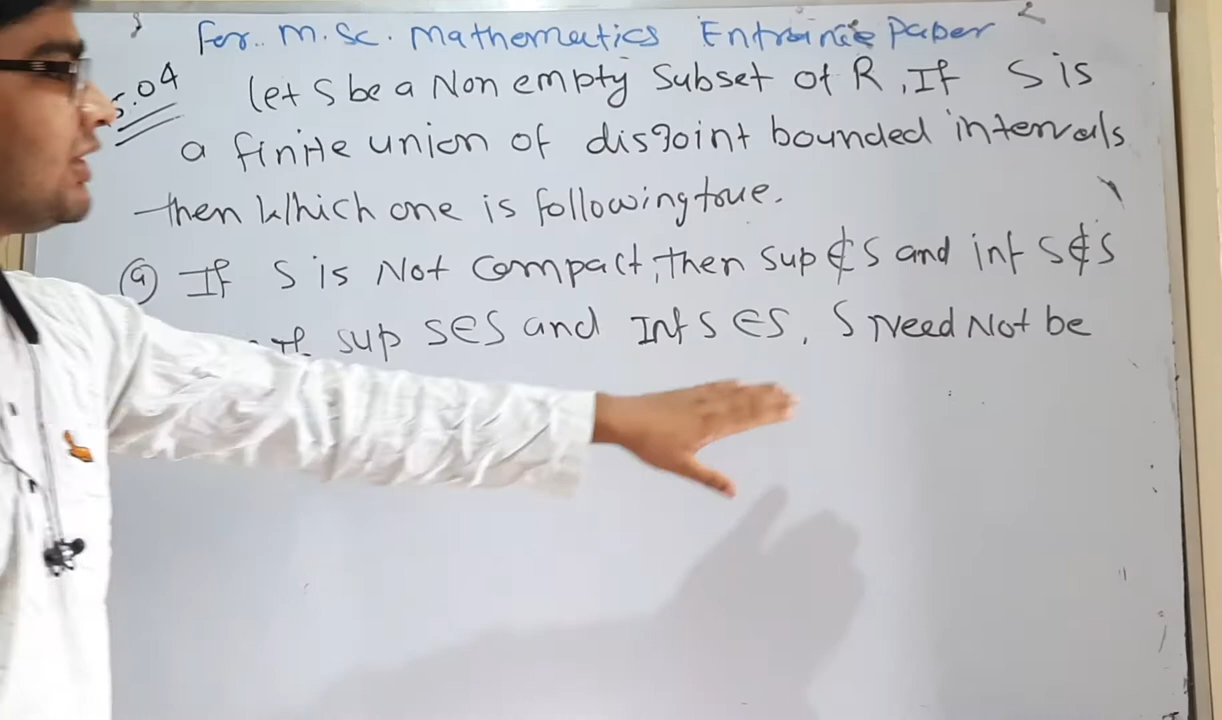 For.. M.Sc. Mathematics Entrance Paper
5.04 Let S be a Non empty Subset of R, If S is
a finite union of disjoint bounded intervals
then Which one is following true.
(a) If S is Not Compact, then sup ∉ S and inf S ∉ S
If sup S ∈ S and Inf S ∈ S, S Need Not be